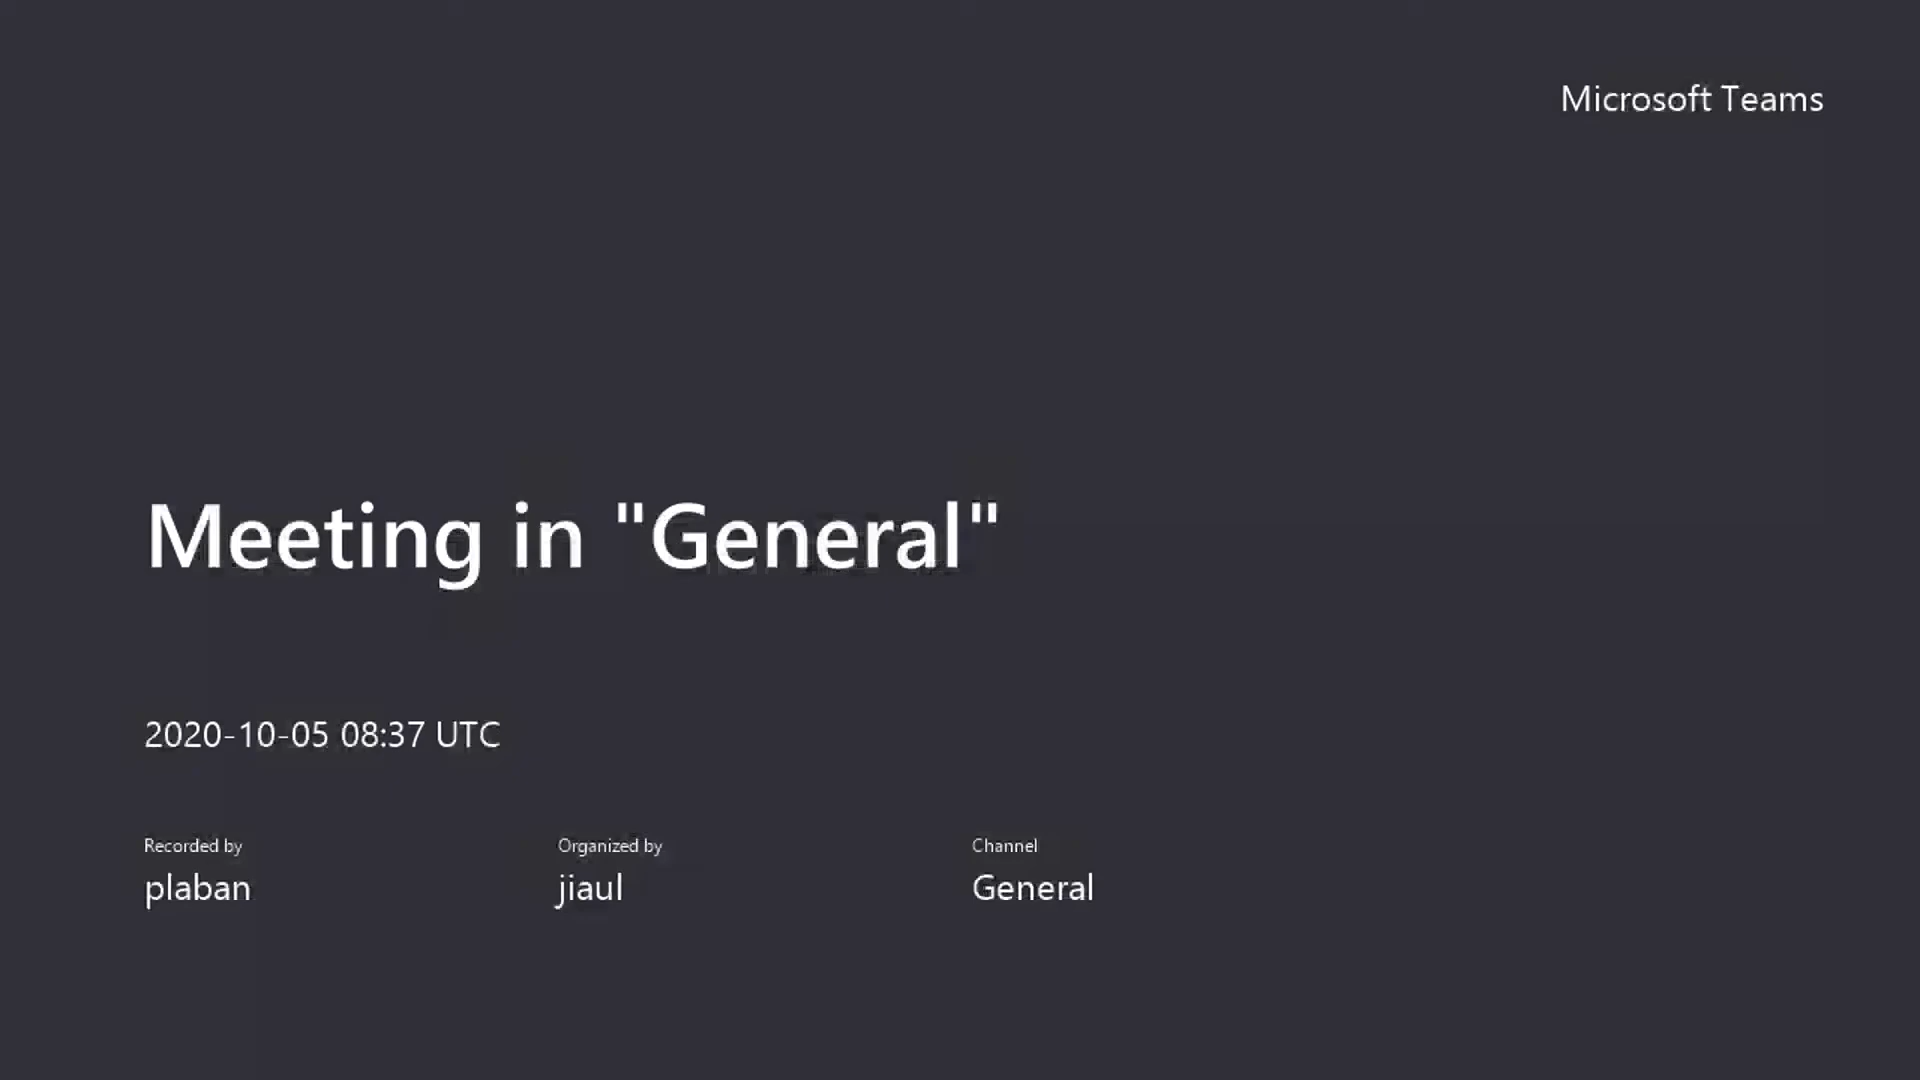 Microsoft Teams
Meeting in "General"
2020-10-05 08:37 UTC
Recorded by
plaban
Organized by
jiaul
Channel
General